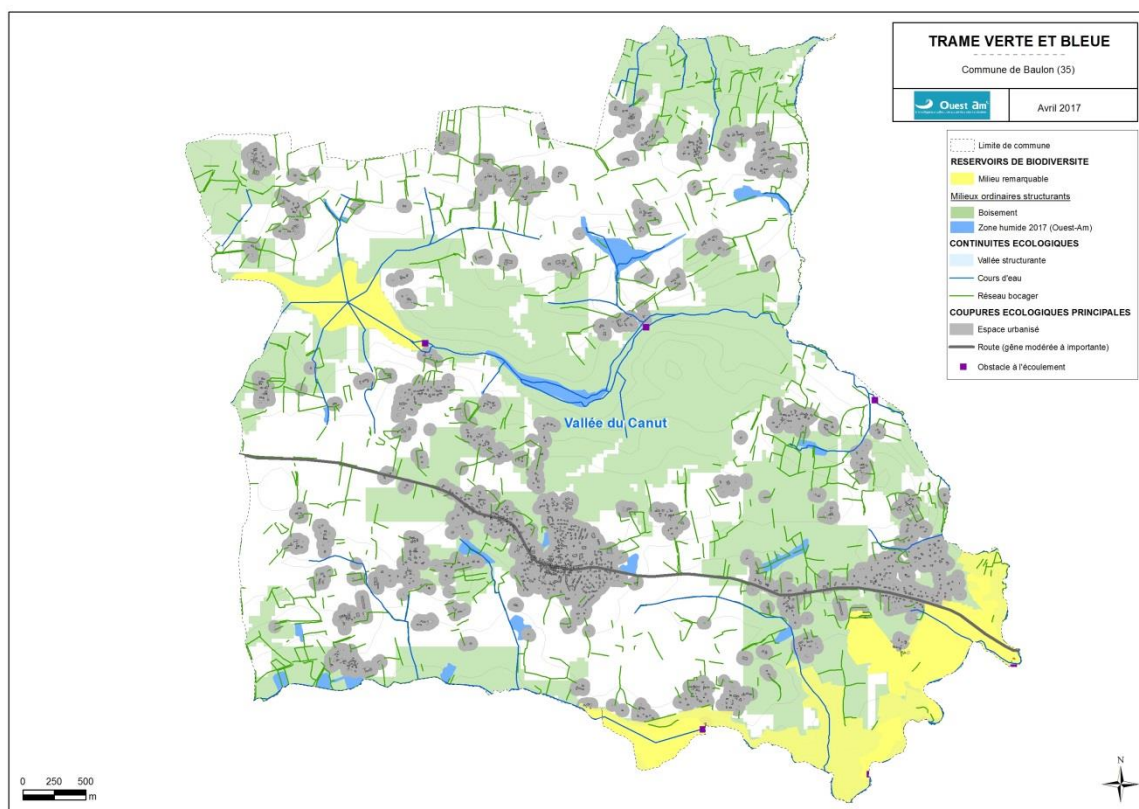 TRAME VERTE ET BLEUE
Commune de Baulon (35)
Ouest am'
Avril 2017
Limite de commune
RESERVOIRS DE BIODIVERSITE
Milieu remarquable
Milieux ordinaires structurants
Boisement
Zone humide 2017 (Ouest-Am)
CONTINUITES ECOLOGIQUES
Vallée structurante
Cours d'eau
Réseau bocager
COUPURES ECOLOGIQUES PRINCIPALES
Espace urbanisé
Route (gêne modérée à importante)
Obstacle à l'écoulement
Vallée du Canut
0 250 500
m
N